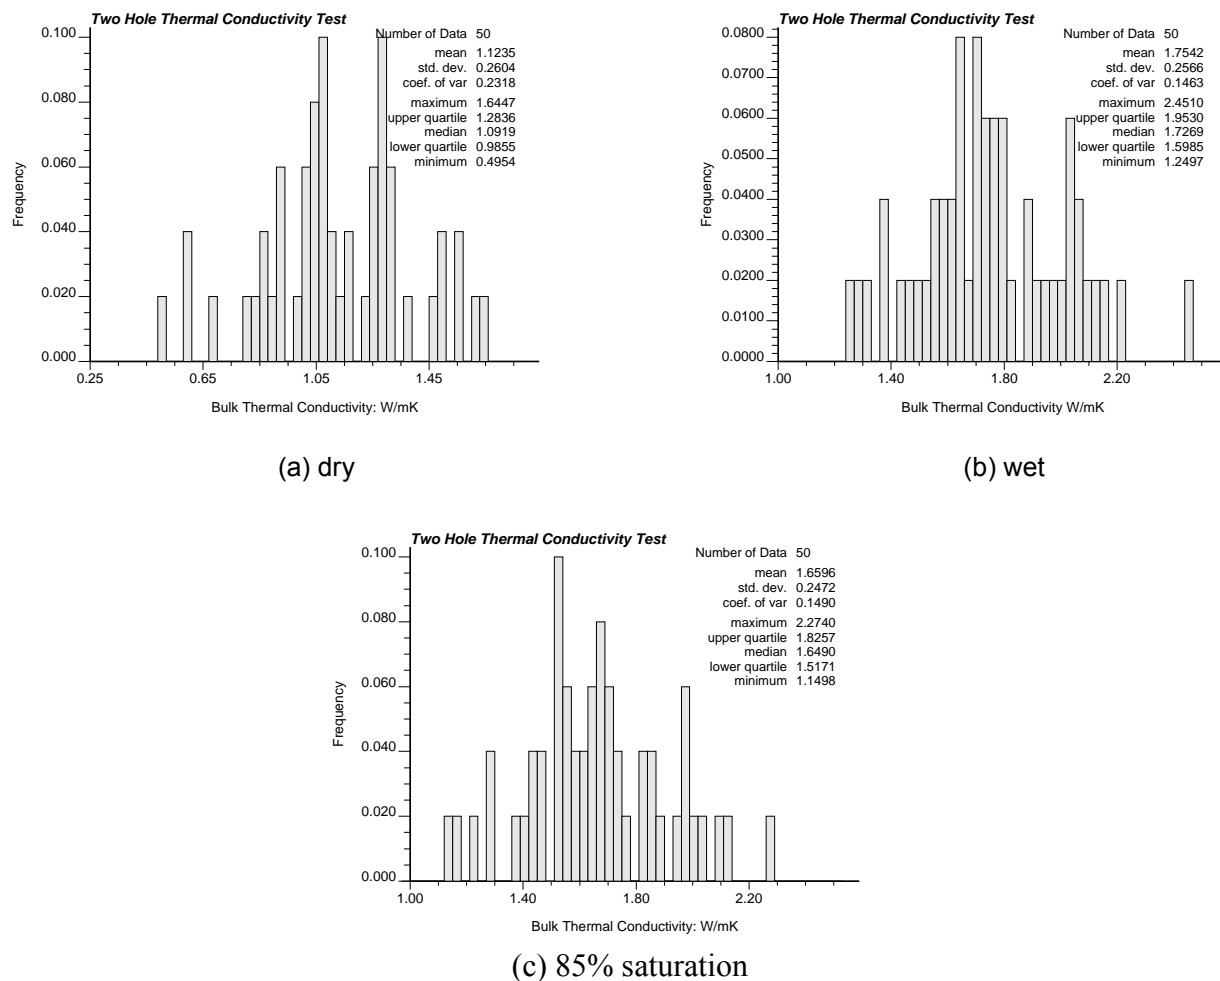 Two Hole Thermal Conductivity Test
Number of Data 50
mean 1.1235
std. dev. 0.2604
coef. of var 0.2318
maximum 1.6447
upper quartile 1.2836
median 1.0919
lower quartile 0.9855
minimum 0.4954
Frequency
0.100
0.080
0.060
0.040
0.020
0.000
0.25 0.65 1.05 1.45
Bulk Thermal Conductivity: W/mK
(a) dry
Two Hole Thermal Conductivity Test
Number of Data 50
mean 1.7542
std. dev. 0.2566
coef. of var 0.1463
maximum 2.4510
upper quartile 1.9530
median 1.7269
lower quartile 1.5985
minimum 1.2497
Frequency
0.0800
0.0700
0.0600
0.0500
0.0400
0.0300
0.0200
0.0100
0.0000
1.00 1.40 1.80 2.20
Bulk Thermal Conductivity W/mK
(b) wet
Two Hole Thermal Conductivity Test
Number of Data 50
mean 1.6596
std. dev. 0.2472
coef. of var 0.1490
maximum 2.2740
upper quartile 1.8257
median 1.6490
lower quartile 1.5171
minimum 1.1498
Frequency
0.100
0.080
0.060
0.040
0.020
0.000
1.00 1.40 1.80 2.20
Bulk Thermal Conductivity: W/mK
(c) 85% saturation